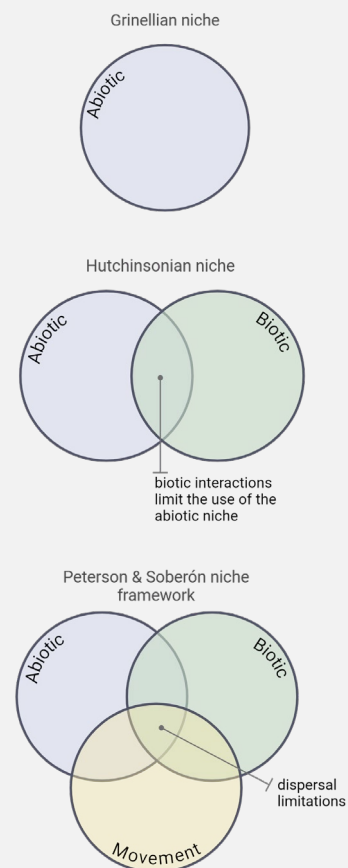 Grinellian niche
Abiotic
Hutchinsonian niche
Abiotic
Biotic
biotic interactions
limit the use of the
abiotic niche
Peterson & Soberón niche
framework
Abiotic
Biotic
dispersal
limitations
Movement